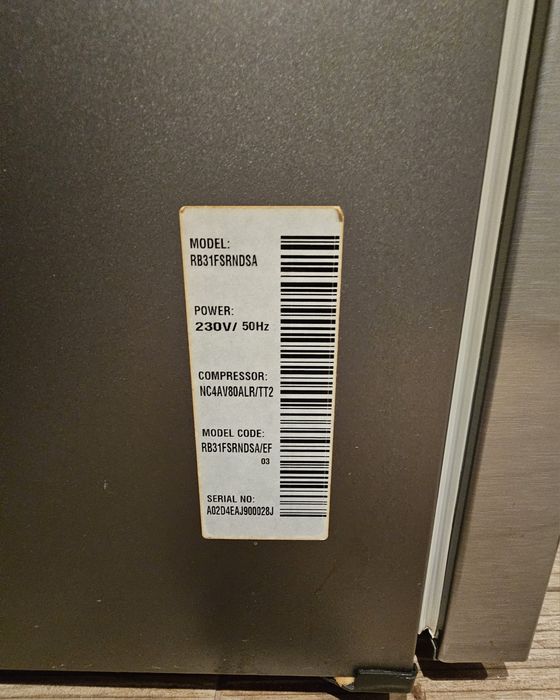 MODEL:
RB31FSRNDSA
POWER:
230V/ 50Hz
COMPRESSOR:
NC4AV80ALR/TT2
MODEL CODE:
RB31FSRNDSA/EF
03
SERIAL NO:
A02D4EAJ900028J